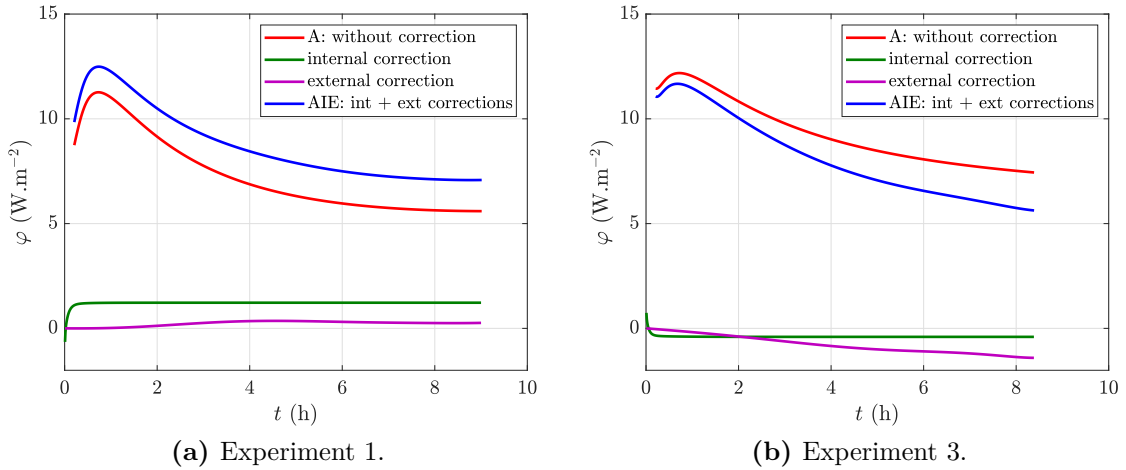 15
10
5
0
φ (W.m⁻²)
0 2 4 6 8 10
t (h)
A: without correction
internal correction
external correction
AIE: int + ext corrections
(a) Experiment 1.
15
10
5
0
φ (W.m⁻²)
0 2 4 6 8 10
t (h)
A: without correction
internal correction
external correction
AIE: int + ext corrections
(b) Experiment 3.